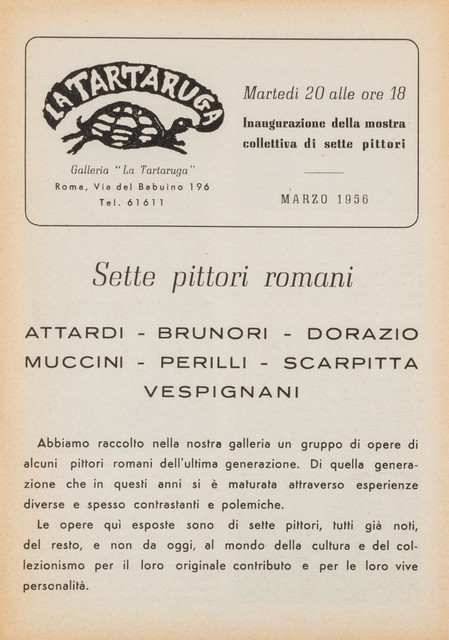 LA TARTARUGA
Galleria "La Tartaruga"
Roma, Via del Babuino 196
Tel. 61611
Martedì 20 alle ore 18
Inaugurazione della mostra
collettiva di sette pittori
MARZO 1956
Sette pittori romani
ATTARDI - BRUNORI - DORAZIO
MUCCINI - PERILLI - SCARPITTA
VESPIGNANI
Abbiamo raccolto nella nostra galleria un gruppo di opere di
alcuni pittori romani dell'ultima generazione. Di quella genera-
zione che in questi anni si è maturata attraverso esperienze
diverse e spesso contrastanti e polemiche.
Le opere qui esposte sono di sette pittori, tutti già noti,
del resto, e non da oggi, al mondo della cultura e del col-
lezionismo per il loro originale contributo e per le loro vive
personalità.